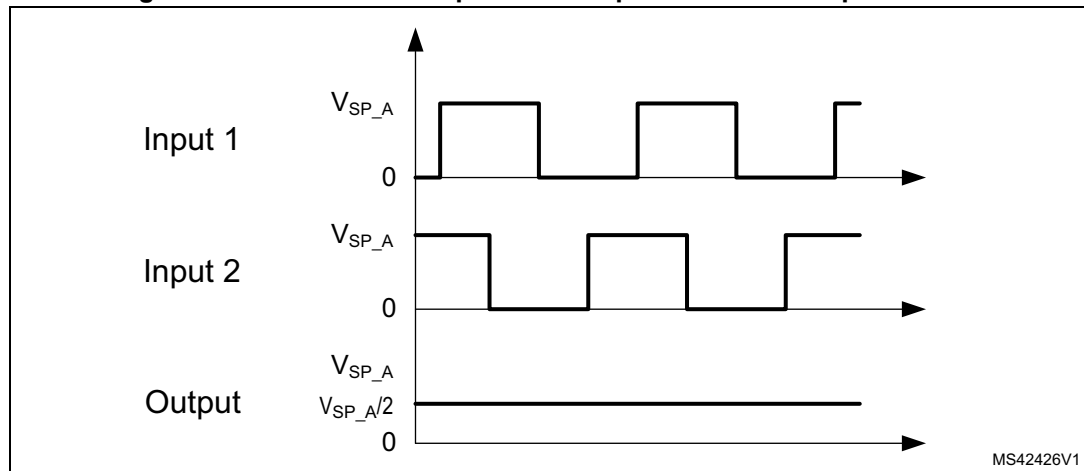 V_SP_A
Input 1
0
V_SP_A
Input 2
0
V_SP_A
Output V_SP_A/2
0
MS42426V1